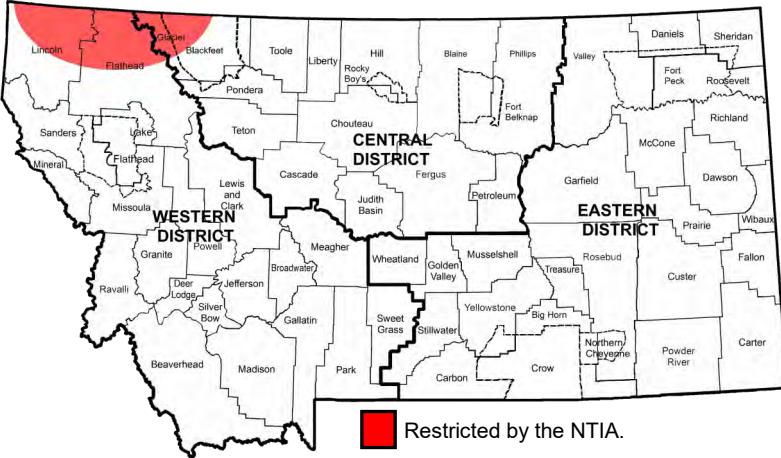 Lincoln
Flathead
Glacier
Blackfeet
Toole
Liberty
Hill
Rocky
Boy's
Blaine
Phillips
Valley
Daniels
Sheridan
Fort
Peck
Roosevelt
Pondera
Teton
Chouteau
Fort
Belknap
Richland
Sanders
Lake
Flathead
Mineral
Missoula
Lewis
and
Clark
Cascade
CENTRAL
DISTRICT
Judith
Basin
Fergus
Petroleum
Garfield
McCone
Dawson
Wibaux
Prairie
EASTERN
DISTRICT
WESTERN
DISTRICT
Powell
Granite
Ravalli
Deer
Lodge
Silver
Bow
Jefferson
Broadwater
Meagher
Wheatland
Golden
Valley
Musselshell
Treasure
Rosebud
Custer
Fallon
Gallatin
Sweet
Grass
Stillwater
Yellowstone
Big Horn
Northern
Cheyenne
Powder
River
Carter
Beaverhead
Madison
Park
Carbon
Crow
Restricted by the NTIA.